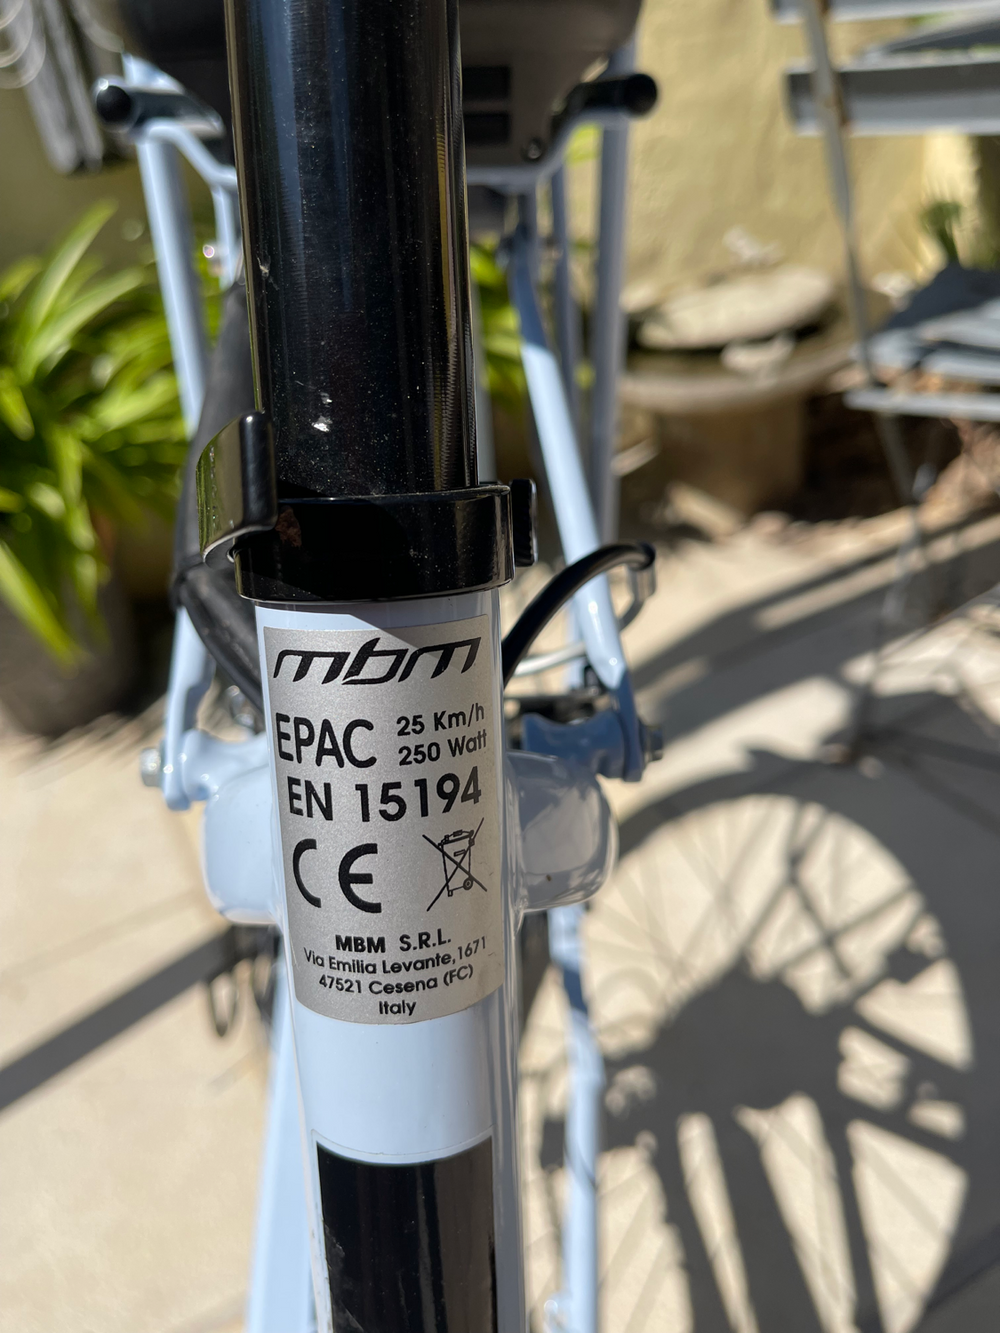 mbm
EPAC 25 Km/h
250 Watt
EN 15194
CE
MBM S.R.L.
Via Emilia Levante,1671
47521 Cesena (FC)
Italy